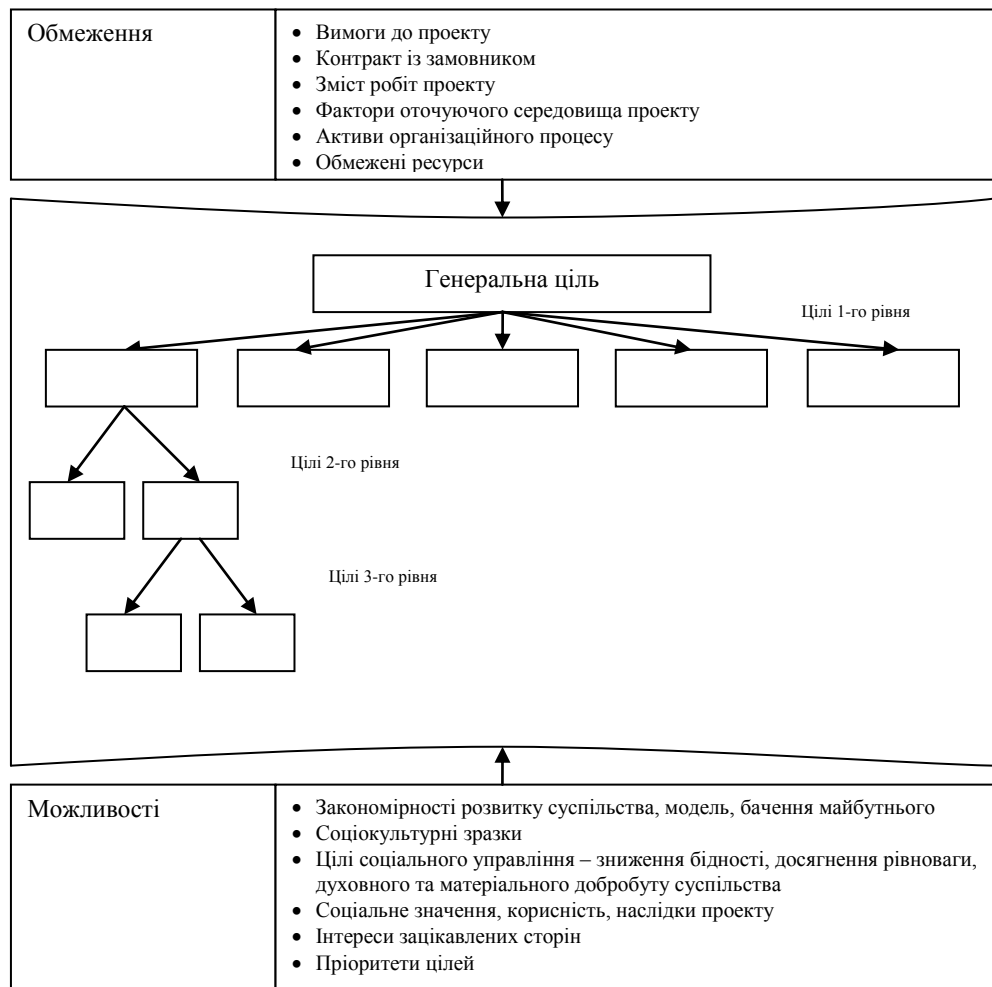 Обмеження
• Вимоги до проекту
• Контракт із замовником
• Зміст робіт проекту
• Фактори оточуючого середовища проекту
• Активи організаційного процесу
• Обмежені ресурси
Генеральна ціль
Цілі 1-го рівня
Цілі 2-го рівня
Цілі 3-го рівня
Можливості
• Закономірності розвитку суспільства, модель, бачення майбутнього
• Соціокультурні зразки
• Цілі соціального управління – зниження бідності, досягнення рівноваги,
духовного та матеріального добробуту суспільства
• Соціальне значення, корисність, наслідки проекту
• Інтереси зацікавлених сторін
• Пріоритети цілей